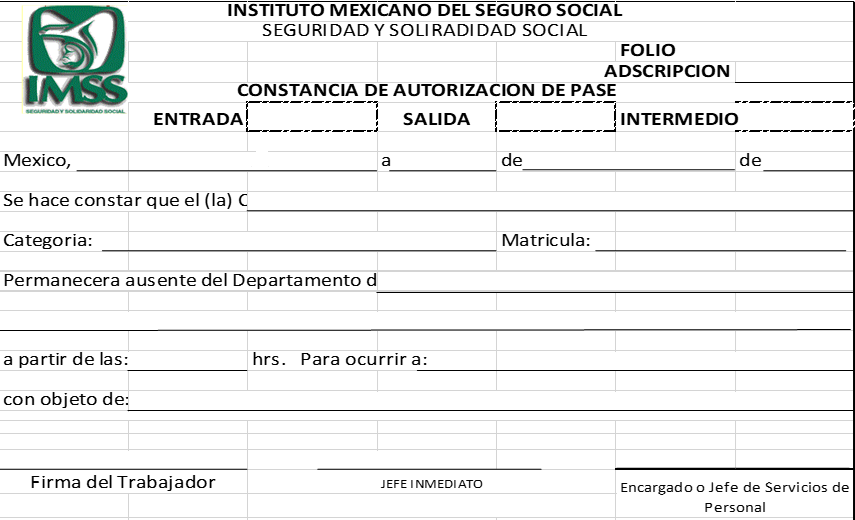 INSTITUTO MEXICANO DEL SEGURO SOCIAL
SEGURIDAD Y SOLIRADIDAD SOCIAL
IMSS
SEGURIDAD Y SOLIDARIDAD SOCIAL
FOLIO
ADSCRIPCION
CONSTANCIA DE AUTORIZACION DE PASE
ENTRADA SALIDA INTERMEDIO
Mexico, a de de
Se hace constar que el (la) C
Categoria: Matricula:
Permanecera ausente del Departamento d
a partir de las: hrs. Para ocurrir a:
con objeto de:
Firma del Trabajador JEFE INMEDIATO Encargado o Jefe de Servicios de
Personal